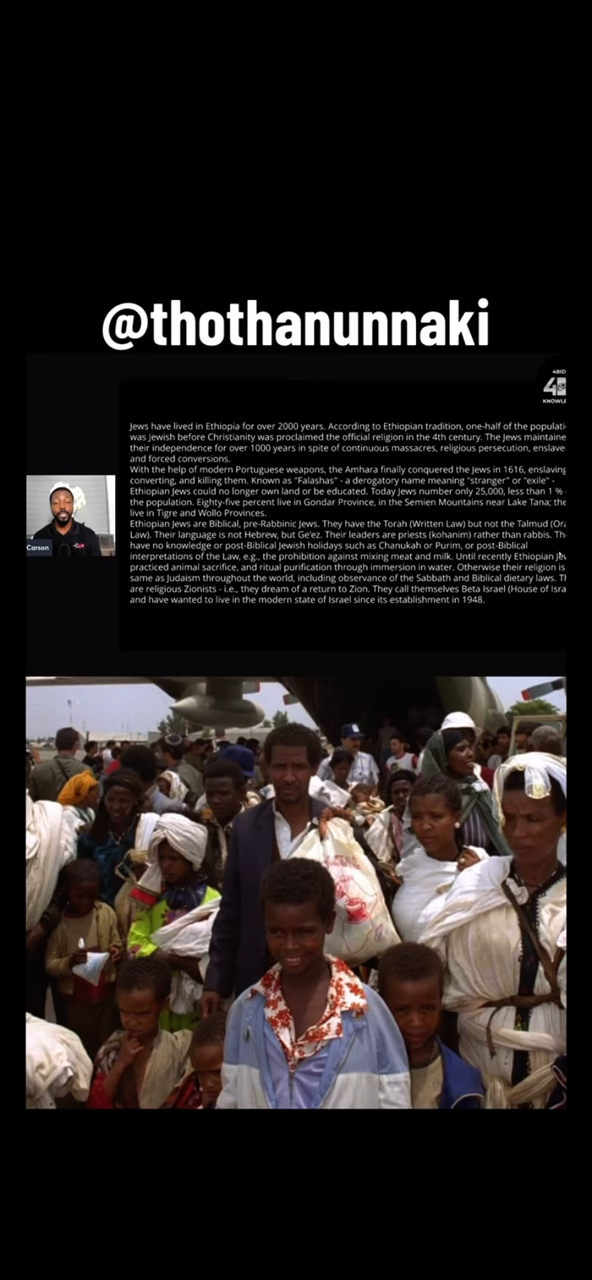 @thothanunnaki
4BID
4
KNOWLE
Jews have lived in Ethiopia for over 2000 years. According to Ethiopian tradition, one-half of the populati
was Jewish before Christianity was proclaimed the official religion in the 4th century. The Jews maintaine
their independence for over 1000 years in spite of continuous massacres, religious persecution, enslave
and forced conversions.
With the help of modern Portuguese weapons, the Amhara finally conquered the Jews in 1616, enslaving
converting, and killing them. Known as "Falashas" - a derogatory name meaning "stranger" or "exile" -
Ethiopian Jews could no longer own land or be educated. Today Jews number only 25,000, less than 1 %
the population. Eighty-five percent live in Gondar Province, in the Semien Mountains near Lake Tana; the
live in Tigre and Wollo Provinces.
Ethiopian Jews are Biblical, pre-Rabbinic Jews. They have the Torah (Written Law) but not the Talmud (Ora
Law). Their language is not Hebrew, but Ge'ez. Their leaders are priests (kohanim) rather than rabbis. Th
have no knowledge or post-Biblical Jewish holidays such as Chanukah or Purim, or post-Biblical
interpretations of the Law, e.g., the prohibition against mixing meat and milk. Until recently Ethiopian Je
practiced animal sacrifice, and ritual purification through immersion in water. Otherwise their religion is
same as Judaism throughout the world, including observance of the Sabbath and Biblical dietary laws. Th
are religious Zionists - i.e., they dream of a return to Zion. They call themselves Beta Israel (House of Isra
and have wanted to live in the modern state of Israel since its establishment in 1948.
Carson